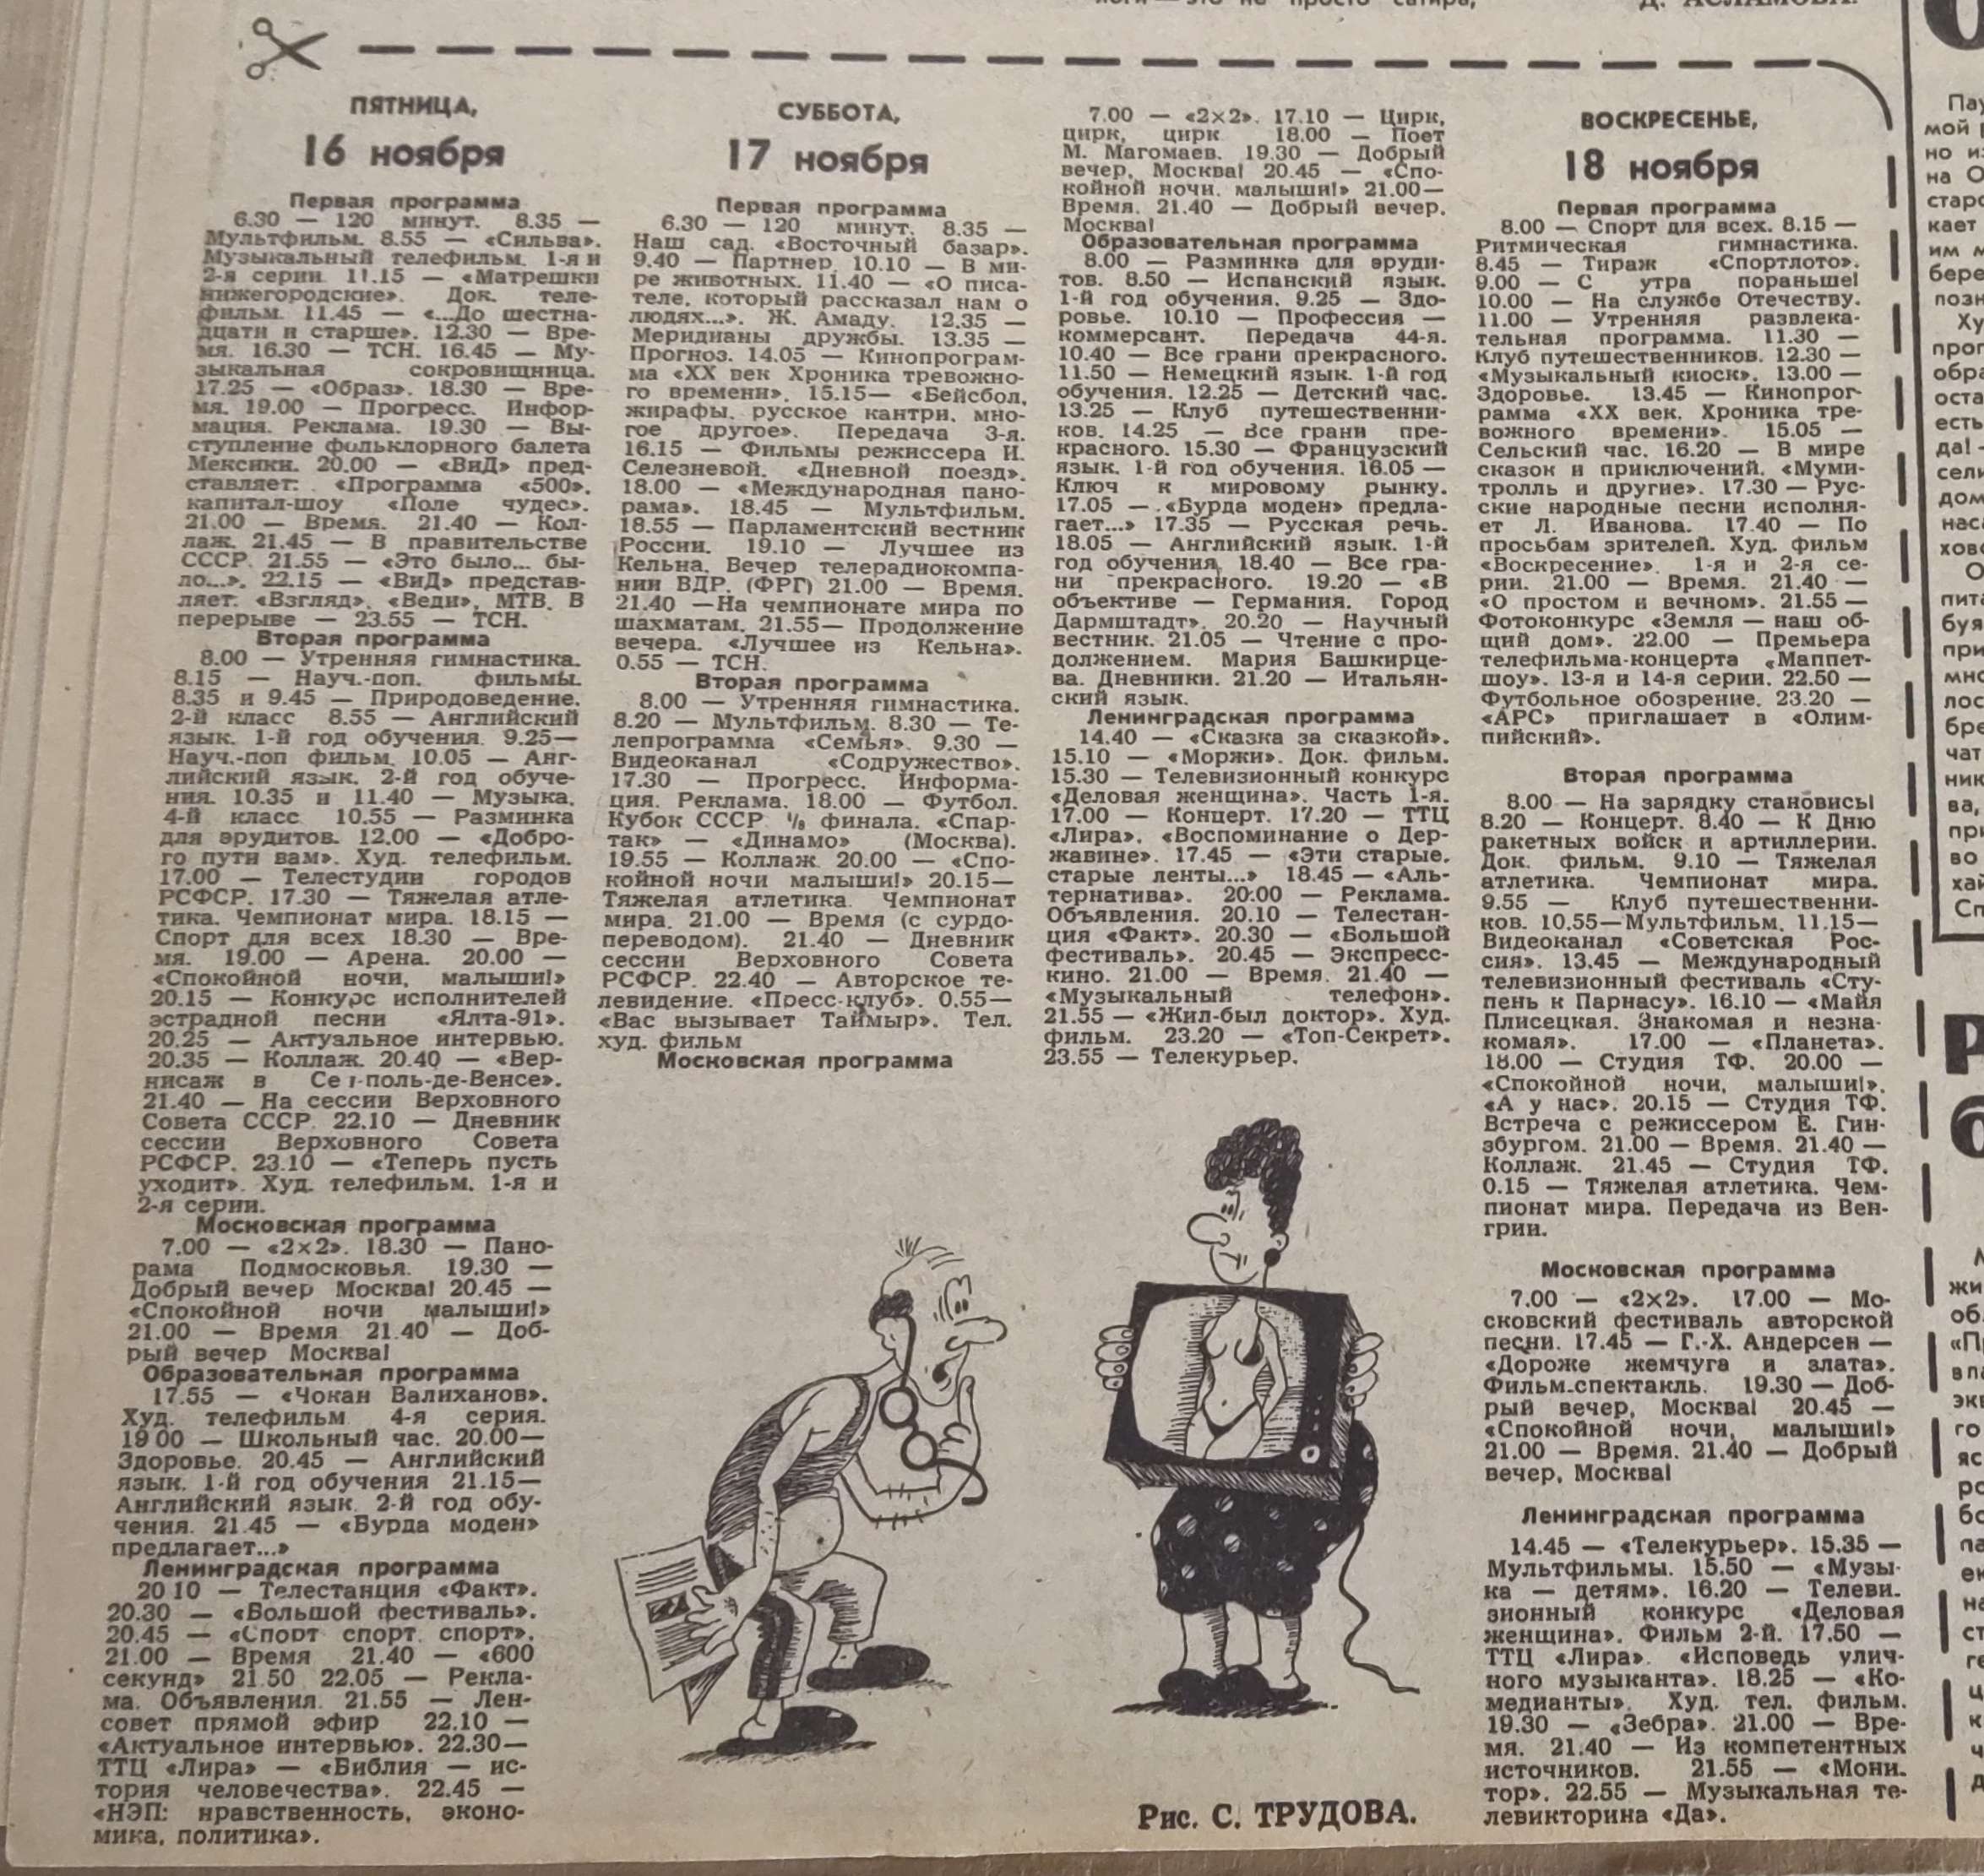 Д. АСЛАМОВА.
ПЯТНИЦА,
16 ноября
Первая программа
6.30 — 120 минут. 8.35 —
Мультфильм. 8.55 — «Сильва».
Музыкальный телефильм. 1-я и
2-я серии. 11.15 — «Матрешки
нижегородские». Док. теле-
фильм. 11.45 — «...До шестна-
дцати и старше». 12.30 — Вре-
мя. 16.30 — ТСН. 16.45 — Му-
зыкальная сокровищница.
17.25 — «Образ». 18.30 — Вре-
мя. 19.00 — Прогресс. Инфор-
мация. Реклама. 19.30 — Вы-
ступление фольклорного балета
Мексики. 20.00 — «ВиД» пред-
ставляет: «Программа «500».
капитал-шоу «Поле чудес».
21.00 — Время. 21.40 — Кол-
лаж. 21.45 — В правительстве
СССР. 21.55 — «Это было... бы-
ло...». 22.15 — «ВиД» представ-
ляет: «Взгляд». «Веди», МТВ. В
перерыве — 23.55 — ТСН.
Вторая программа
8.00 — Утренняя гимнастика.
8.15 — Науч.-поп. фильмы.
8.35 и 9.45 — Природоведение.
2-й класс 8.55 — Английский
язык. 1-й год обучения. 9.25—
Науч.-поп фильм. 10.05 — Анг-
лийский язык. 2-й год обуче-
ния. 10.35 и 11.40 — Музыка.
4-й класс 10.55 — Разминка
для эрудитов. 12.00 — «Добро-
го пути вам». Худ. телефильм.
17.00 — Телестудии городов
РСФСР. 17.30 — Тяжелая атле-
тика. Чемпионат мира. 18.15 —
Спорт для всех 18.30 — Вре-
мя. 19.00 — Арена. 20.00 —
«Спокойной ночи, малыши!»
20.15 — Конкурс исполнителей
эстрадной песни «Ялта-91».
20.25 — Актуальное интервью.
20.35 — Коллаж. 20.40 — «Вер-
нисаж в Сен-поль-де-Венсе».
21.40 — На сессии Верховного
Совета СССР. 22.10 — Дневник
сессии Верховного Совета
РСФСР. 23.10 — «Теперь пусть
уходит». Худ. телефильм. 1-я и
2-я серии.
Московская программа
7.00 — «2×2». 18.30 — Пано-
рама Подмосковья. 19.30 —
Добрый вечер Москва! 20.45 —
«Спокойной ночи малыши!»
21.00 — Время 21.40 — Доб-
рый вечер Москва!
Образовательная программа
17.55 — «Чокан Валиханов».
Худ. телефильм 4-я серия.
19 00 — Школьный час. 20.00—
Здоровье. 20.45 — Английский
язык. 1-й год обучения 21.15—
Английский язык. 2-й год обу-
чения. 21.45 — «Бурда моден»
предлагает...»
Ленинградская программа
20 10 — Телестанция «Факт».
20.30 — «Большой фестиваль».
20.45 — «Спорт спорт. спорт».
21.00 — Время 21.40 — «600
секунд» 21.50 22.05 — Рекла-
ма. Объявления. 21.55 — Лен-
совет прямой эфир 22.10 —
«Актуальное интервью». 22.30—
ТТЦ «Лира» — «Библия — ис-
тория человечества». 22.45 —
«НЭП: нравственность, эконо-
мика, политика».
СУББОТА,
17 ноября
Первая программа
6.30 — 120 минут. 8.35 —
Наш сад. «Восточный базар».
9.40 — Партнер. 10.10 — В ми-
ре животных. 11.40 — «О писа-
теле, который рассказал нам о
людях...». Ж. Амаду. 12.35 —
Меридианы дружбы. 13.35 —
Прогноз. 14.05 — Кинопрограм-
ма «XX век Хроника тревожно-
го времени». 15.15— «Бейсбол,
жирафы, русское кантри, мно-
гое другое». Передача 3-я.
16.15 — Фильмы режиссера И.
Селезневой. «Дневной поезд».
18.00 — «Международная пано-
рама». 18.45 — Мультфильм.
18.55 — Парламентский вестник
России. 19.10 — Лучшее из
Кельна. Вечер телерадиокомпа-
нии ВДР. (ФРГ) 21.00 — Время.
21.40 —На чемпионате мира по
шахматам. 21.55— Продолжение
вечера. «Лучшее из Кельна».
0.55 — ТСН.
Вторая программа
8.00 — Утренняя гимнастика.
8.20 — Мультфильм. 8.30 — Те-
лепрограмма «Семья». 9.30 —
Видеоканал «Содружество».
17.30 — Прогресс. Информа-
ция. Реклама. 18.00 — Футбол.
Кубок СССР. 1/8 финала. «Спар-
так» — «Динамо» (Москва).
19.55 — Коллаж. 20.00 — «Спо-
койной ночи малыши!» 20.15—
Тяжелая атлетика. Чемпионат
мира. 21.00 — Время (с сурдо-
переводом). 21.40 — Дневник
сессии Верховного Совета
РСФСР. 22.40 — Авторское те-
левидение. «Пресс-клуб». 0.55—
«Вас вызывает Таймыр». Тел.
худ. фильм
Московская программа
7.00 — «2×2». 17.10 — Цирк,
цирк, цирк 18.00 — Поет
М. Магомаев. 19.30 — Добрый
вечер, Москва! 20.45 — «Спо-
койной ночи, малыши!» 21.00—
Время. 21.40 — Добрый вечер.
Москва!
Образовательная программа
8.00 — Разминка для эруди-
тов. 8.50 — Испанский язык.
1-й год обучения. 9.25 — Здо-
ровье. 10.10 — Профессия —
коммерсант. Передача 44-я.
10.40 — Все грани прекрасного.
11.50 — Немецкий язык. 1-й год
обучения. 12.25 — Детский час.
13.25 — Клуб путешественни-
ков. 14.25 — Все грани пре-
красного. 15.30 — Французский
язык. 1-й год обучения. 16.05 —
Ключ к мировому рынку.
17.05 — «Бурда моден» предла-
гает...» 17.35 — Русская речь.
18.05 — Английский язык. 1-й
год обучения. 18.40 — Все гра-
ни прекрасного. 19.20 — «В
объективе — Германия. Город
Дармштадт». 20.20 — Научный
вестник. 21.05 — Чтение с про-
должением. Мария Башкирце-
ва. Дневники. 21.20 — Итальян-
ский язык.
Ленинградская программа
14.40 — «Сказка за сказкой».
15.10 — «Моржи». Док. фильм.
15.30 — Телевизионный конкурс
«Деловая женщина». Часть 1-я.
17.00 — Концерт. 17.20 — ТТЦ
«Лира». «Воспоминание о Дер-
жавине». 17.45 — «Эти старые,
старые ленты...» 18.45 — «Аль-
тернатива». 20.00 — Реклама.
Объявления. 20.10 — Телестан-
ция «Факт». 20.30 — «Большой
фестиваль». 20.45 — Экспресс-
кино. 21.00 — Время. 21.40 —
«Музыкальный телефон».
21.55 — «Жил-был доктор». Худ.
фильм. 23.20 — «Топ-Секрет».
23.55 — Телекурьер.
Рис. С. ТРУДОВА.
ВОСКРЕСЕНЬЕ,
18 ноября
Первая программа
8.00 — Спорт для всех. 8.15 —
Ритмическая гимнастика.
8.45 — Тираж «Спортлото».
9.00 — С утра пораньше!
10.00 — На службе Отечеству.
11.00 — Утренняя развлека-
тельная программа. 11.30 —
Клуб путешественников. 12.30 —
«Музыкальный киоск». 13.00 —
Здоровье. 13.45 — Кинопрог-
рамма «XX век. Хроника тре-
вожного времени». 15.05 —
Сельский час. 16.20 — В мире
сказок и приключений. «Муми-
тролль и другие». 17.30 — Рус-
ские народные песни исполня-
ет Л. Иванова. 17.40 — По
просьбам зрителей. Худ. фильм
«Воскресение». 1-я и 2-я се-
рии. 21.00 — Время. 21.40 —
«О простом и вечном». 21.55 —
Фотоконкурс «Земля — наш об-
щий дом». 22.00 — Премьера
телефильма-концерта «Маппет-
шоу». 13-я и 14-я серии. 22.50 —
Футбольное обозрение. 23.20 —
«АРС» приглашает в «Олим-
пийский».
Вторая программа
8.00 — На зарядку становись!
8.20 — Концерт. 8.40 — К Дню
ракетных войск и артиллерии.
Док. фильм. 9.10 — Тяжелая
атлетика. Чемпионат мира.
9.55 — Клуб путешественни-
ков. 10.55—Мультфильм. 11.15—
Видеоканал «Советская Рос-
сия». 13.45 — Международный
телевизионный фестиваль «Сту-
пень к Парнасу». 16.10 — «Майя
Плисецкая. Знакомая и незна-
комая». 17.00 — «Планета».
18.00 — Студия ТФ. 20.00 —
«Спокойной ночи, малыши!».
«А у нас». 20.15 — Студия ТФ.
Встреча с режиссером Е. Гин-
збургом. 21.00 — Время. 21.40 —
Коллаж. 21.45 — Студия ТФ.
0.15 — Тяжелая атлетика. Чем-
пионат мира. Передача из Вен-
грии.
Московская программа
7.00 — «2×2». 17.00 — Мо-
сковский фестиваль авторской
песни. 17.45 — Г.-Х. Андерсен —
«Дороже жемчуга и злата».
Фильм-спектакль. 19.30 — Доб-
рый вечер, Москва! 20.45 —
«Спокойной ночи, малыши!»
21.00 — Время. 21.40 — Добрый
вечер, Москва!
Ленинградская программа
14.45 — «Телекурьер». 15.35 —
Мультфильмы. 15.50 — «Музы-
ка — детям». 16.20 — Телеви-
зионный конкурс «Деловая
женщина». Фильм 2-й. 17.50 —
ТТЦ «Лира». «Исповедь улич-
ного музыканта». 18.25 — «Ко-
медианты». Худ. тел. фильм.
19.30 — «Зебра». 21.00 — Вре-
мя. 21.40 — Из компетентных
источников. 21.55 — «Мони-
тор». 22.55 — Музыкальная те-
левикторина «Да».